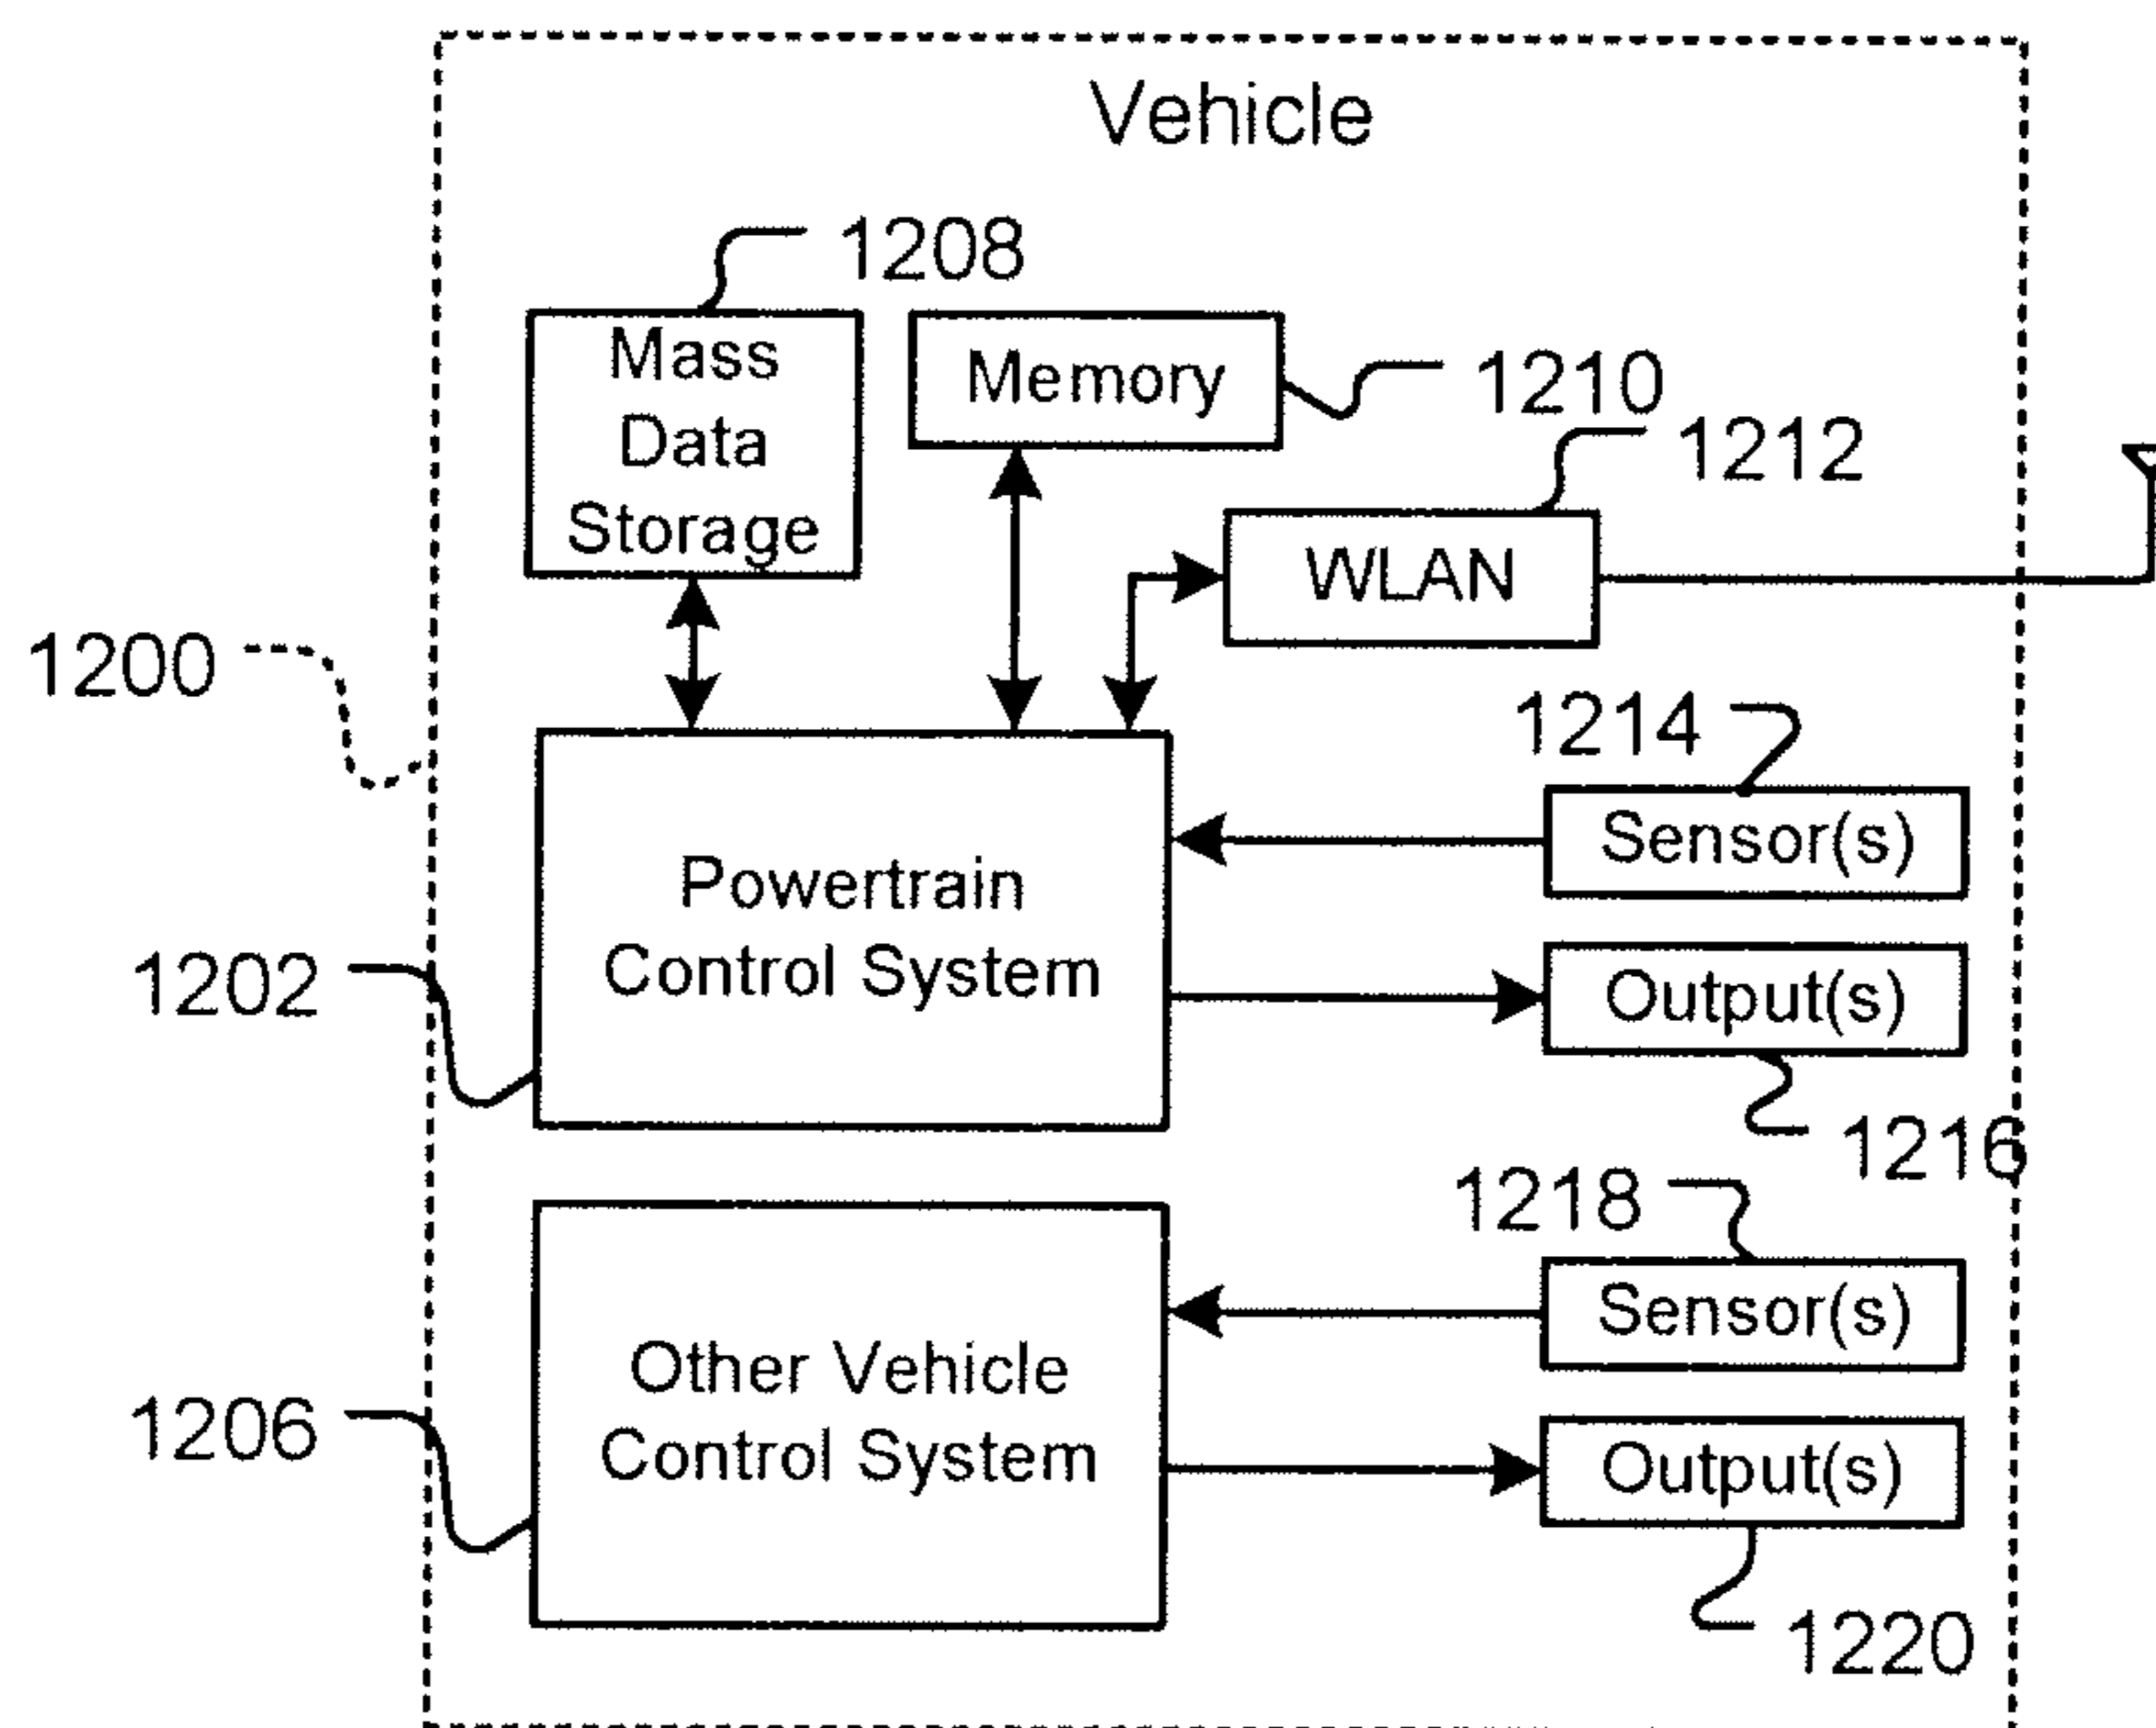 Vehicle
1208
Mass
Data
Storage
Memory
1210
1212
WLAN
1200
1214
Sensor(s)
Powertrain
Control System
1202
Output(s)
1216
1218
Sensor(s)
Other Vehicle
Control System
1206
Output(s)
1220